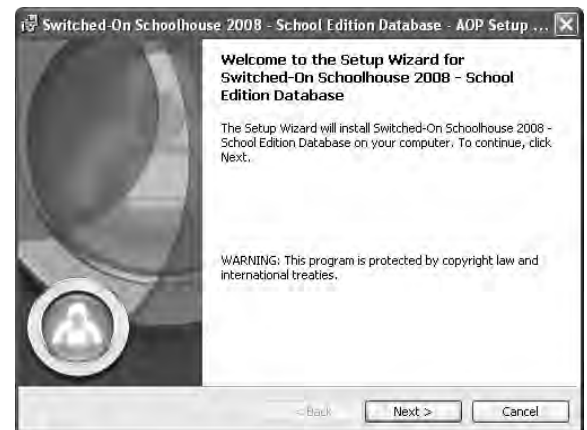 Switched-On Schoolhouse 2008 - School Edition Database - AOP Setup ...
Welcome to the Setup Wizard for
Switched-On Schoolhouse 2008 - School
Edition Database
The Setup Wizard will install Switched-On Schoolhouse 2008 -
School Edition Database on your computer. To continue, click
Next.
WARNING: This program is protected by copyright law and
international treaties.
< Back Next > Cancel